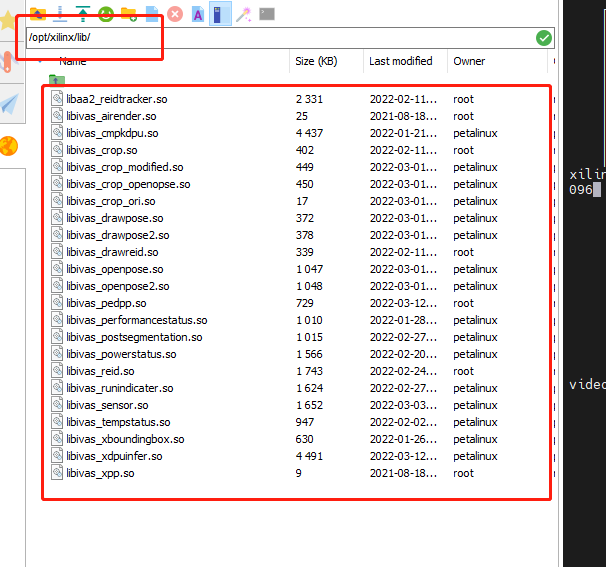 /opt/xilinx/lib/
Name Size (KB) Last modified Owner
libaa2_reidtracker.so 2 331 2022-02-11... root
libivas_airender.so 25 2021-08-18... root
libivas_cmpkdpu.so 4 437 2022-01-21... petalinux
libivas_crop.so 402 2022-02-11... root
libivas_crop_modified.so 449 2022-03-01... petalinux
libivas_crop_openopse.so 450 2022-03-01... petalinux
libivas_crop_ori.so 17 2022-03-01... petalinux
libivas_drawpose.so 372 2022-03-01... petalinux
libivas_drawpose2.so 378 2022-03-01... petalinux
libivas_drawreid.so 339 2022-02-11... root
libivas_openpose.so 1 047 2022-03-01... petalinux
libivas_openpose2.so 1 048 2022-03-01... petalinux
libivas_pedpp.so 729 2022-03-12... root
libivas_performancestatus.so 1 010 2022-01-28... petalinux
libivas_postsegmentation.so 1 015 2022-02-27... petalinux
libivas_powerstatus.so 1 566 2022-02-20... petalinux
libivas_reid.so 1 743 2022-02-24... root
libivas_runindicater.so 1 624 2022-02-27... petalinux
libivas_sensor.so 1 652 2022-03-03... petalinux
libivas_tempstatus.so 947 2022-02-02... petalinux
libivas_xboundingbox.so 630 2022-01-26... petalinux
libivas_xdpuinfer.so 4 491 2022-03-12... petalinux
libivas_xpp.so 9 2021-08-18... root
xilin
096
video